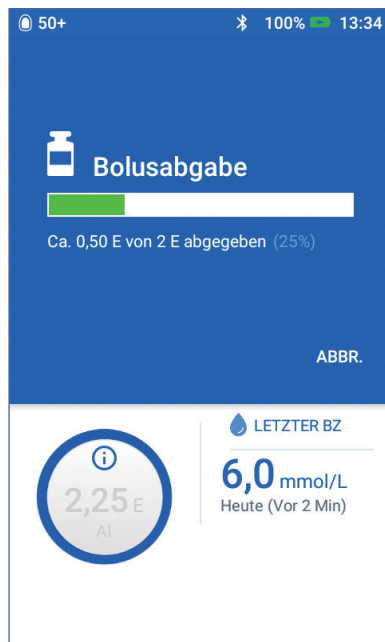 50+ 100% 13:34
Bolusabgabe
Ca. 0,50 E von 2 E abgegeben (25%)
ABBR.
2,25 E
AI
LETZTER BZ
6,0 mmol/L
Heute (Vor 2 Min)